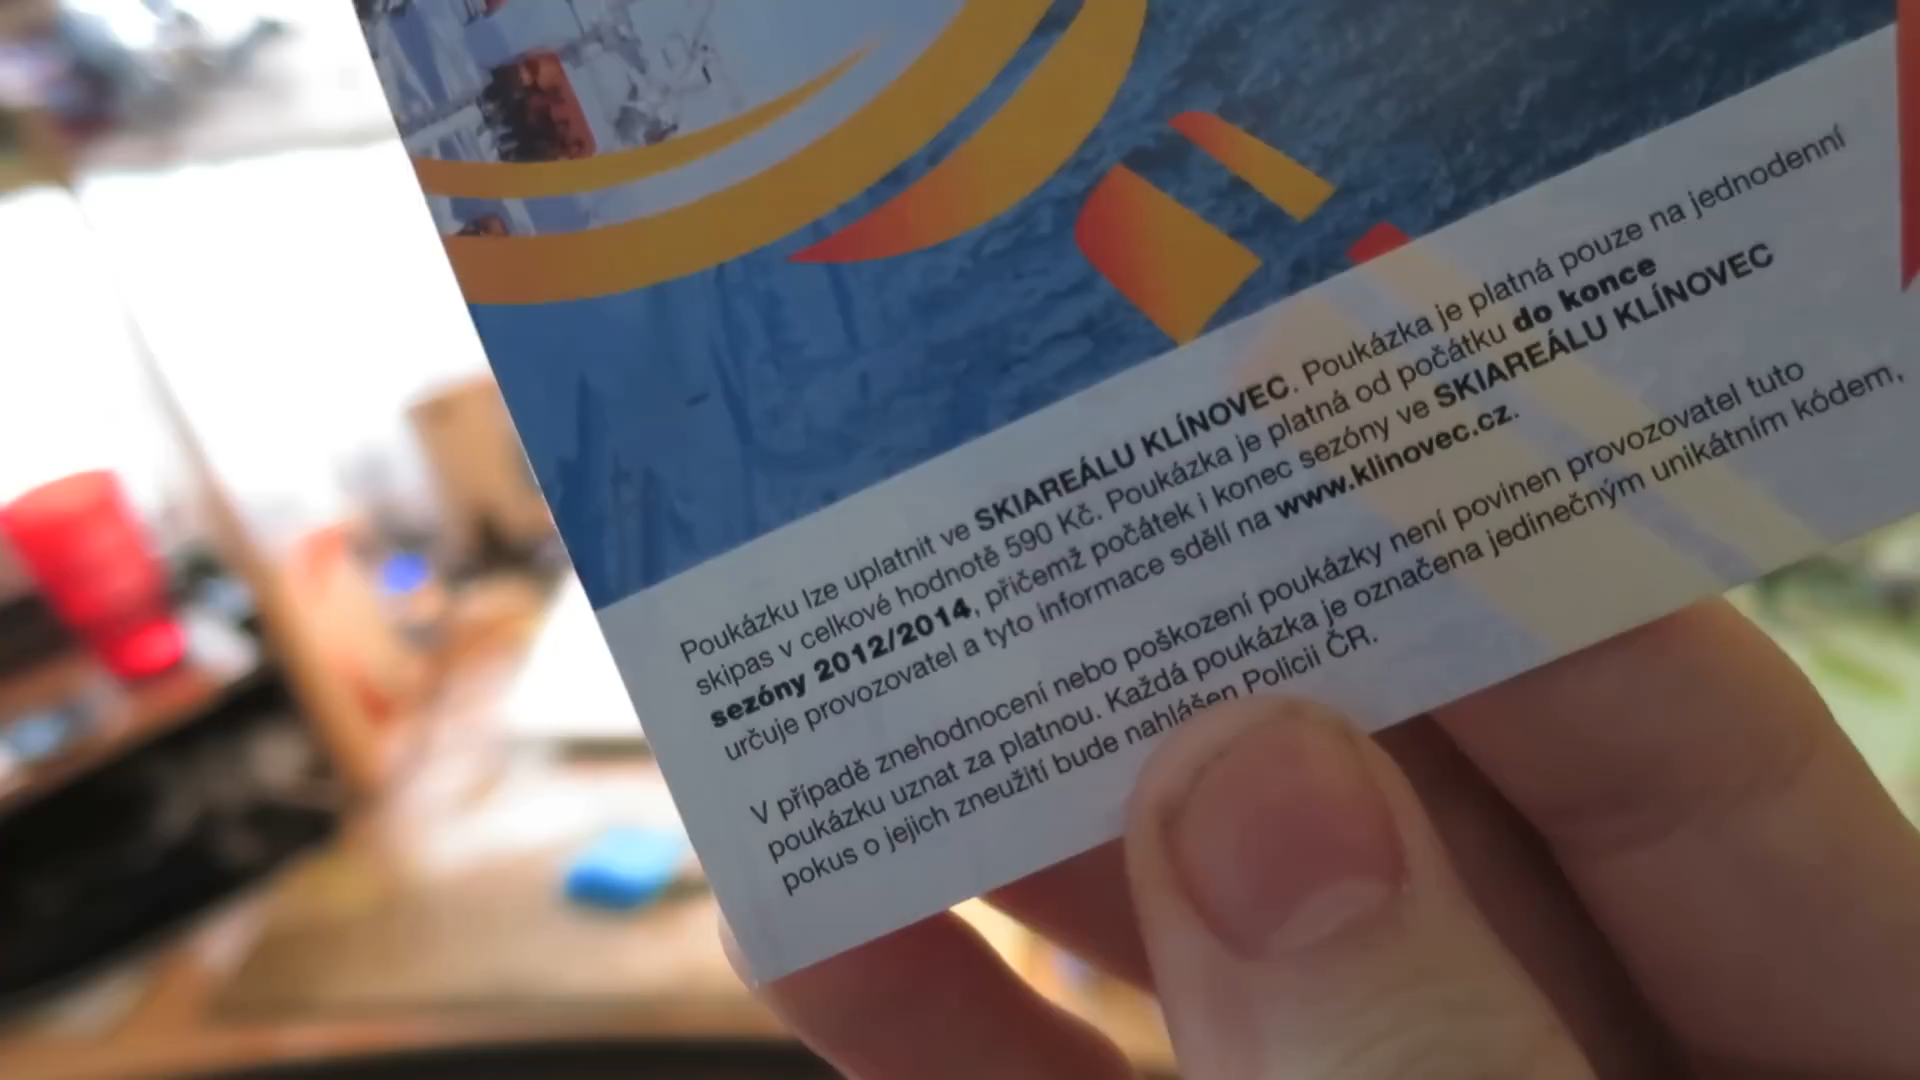 Poukázku lze uplatnit ve SKIAREÁLU KLÍNOVEC. Poukázka je platná pouze na jednodenní
skipas v celkové hodnotě 590 Kč. Poukázka je platná od počátku do konce
sezóny 2012/2014, přičemž počátek i konec sezóny ve SKIAREÁLU KLÍNOVEC
určuje provozovatel a tyto informace sdělí na www.klinovec.cz.
V případě znehodnocení nebo poškození poukázky není povinen provozovatel tuto
poukázku uznat za platnou. Každá poukázka je označena jedinečným unikátním kódem,
pokus o jejich zneužití bude nahlášen Policii ČR.